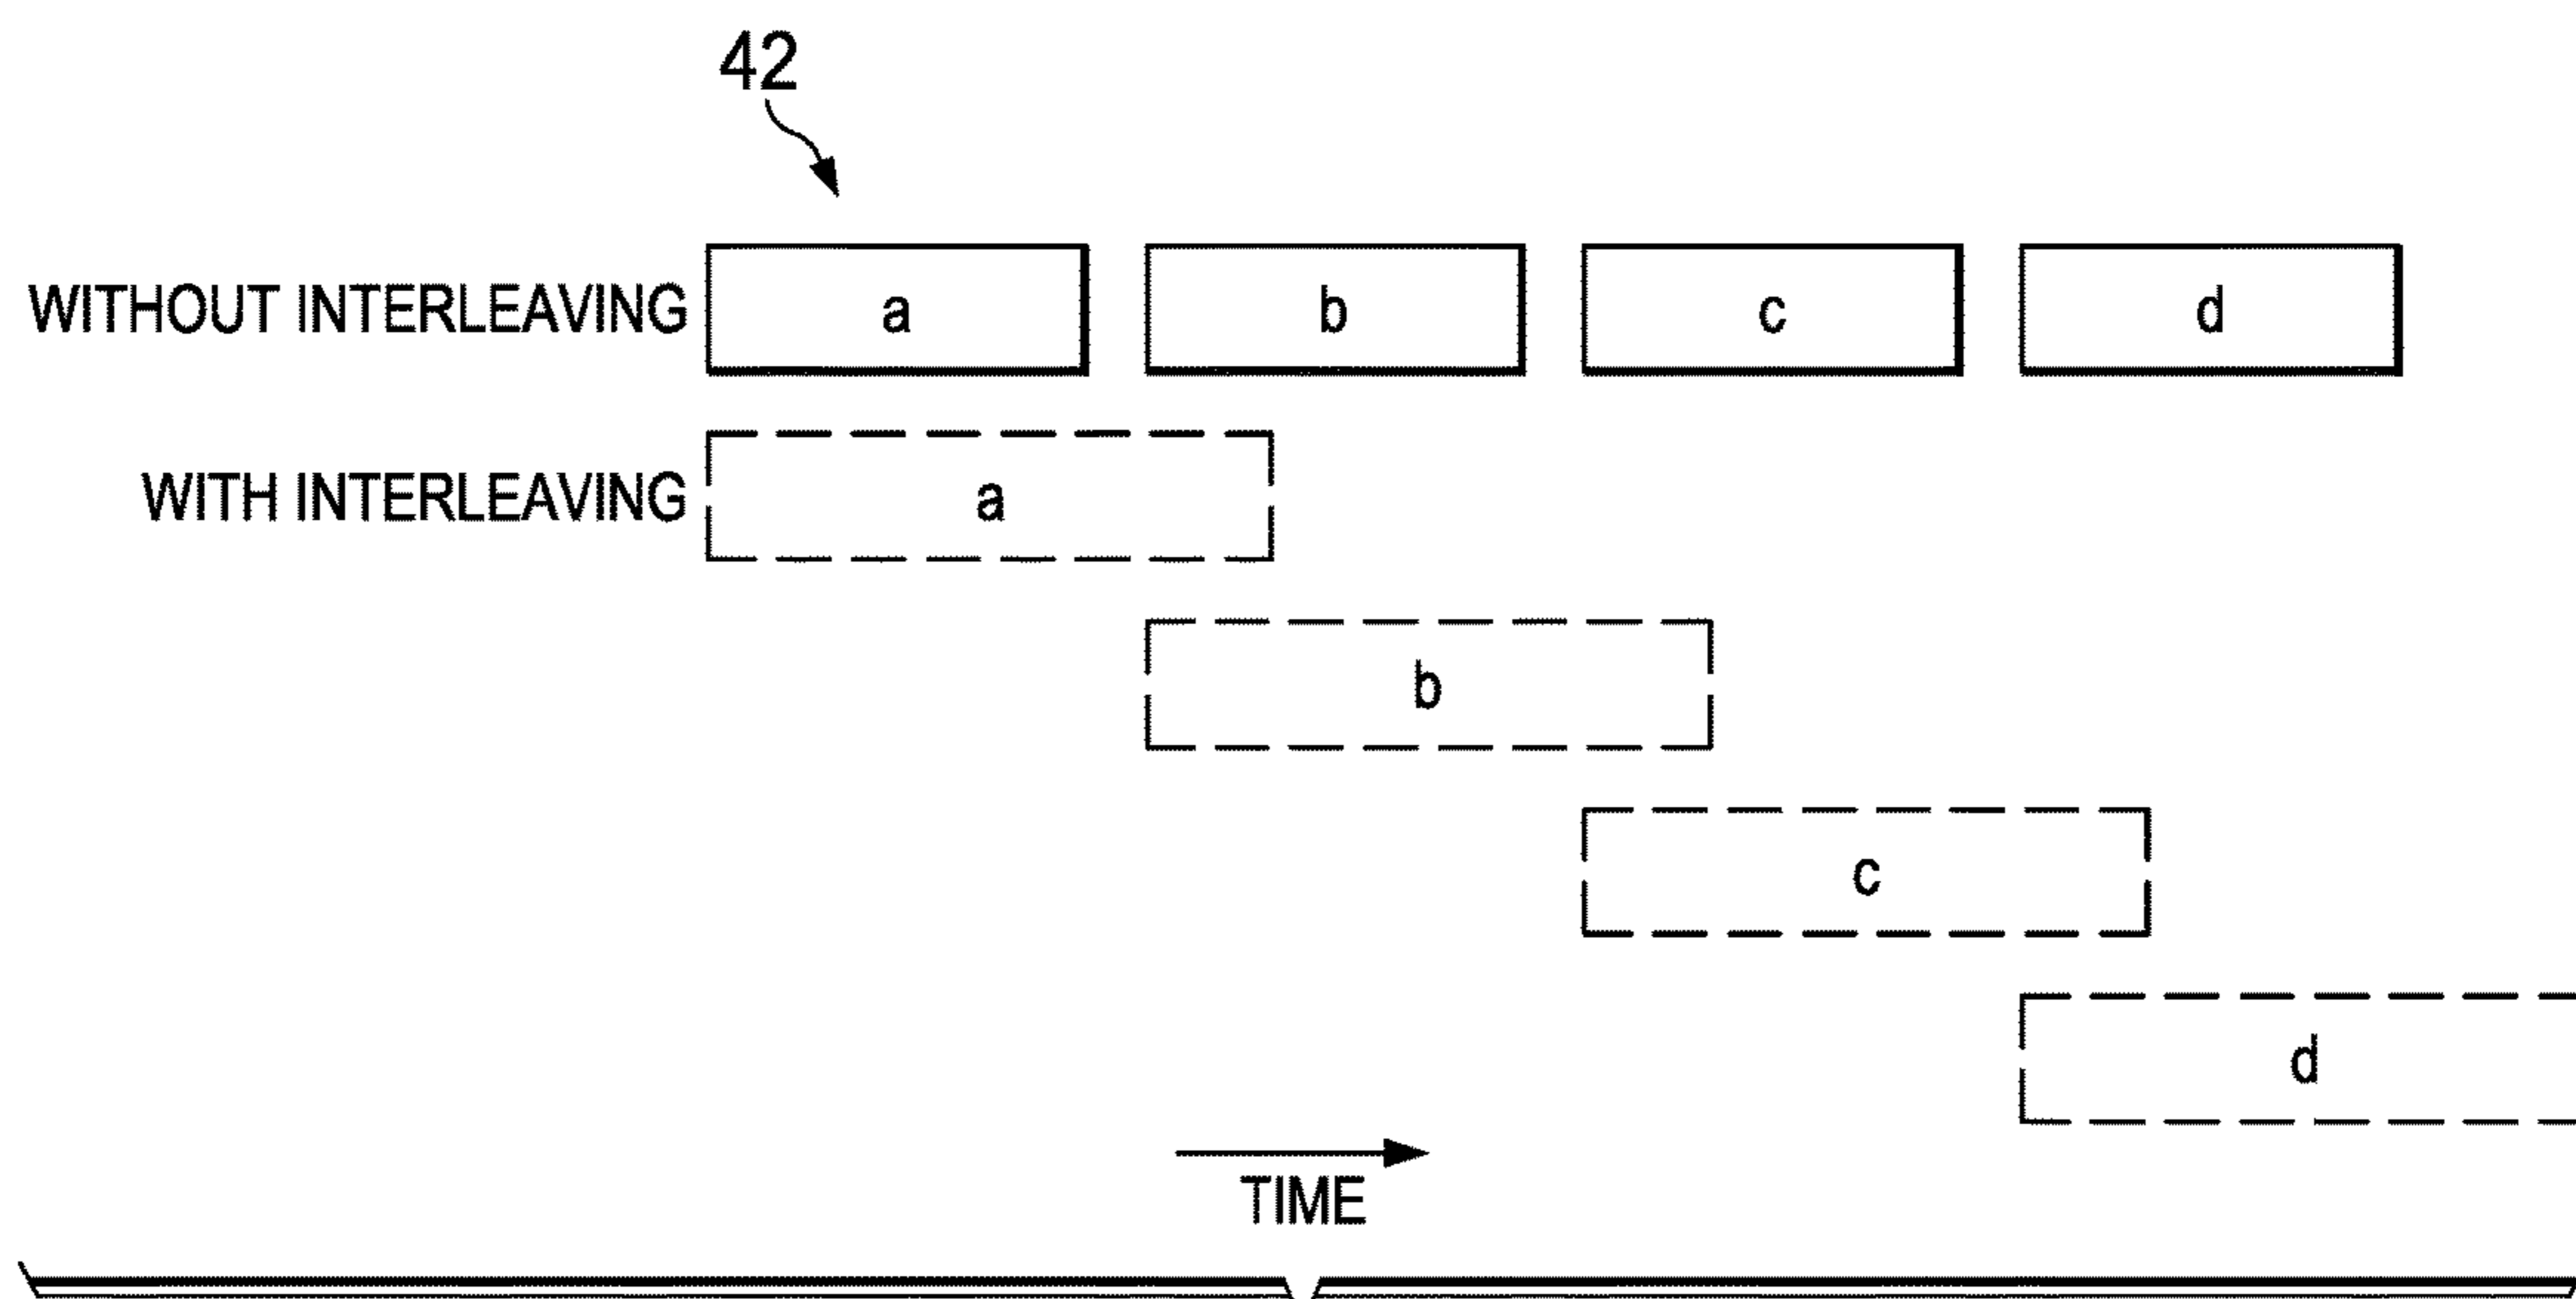 42
WITHOUT INTERLEAVING a b c d
WITH INTERLEAVING a
b
c
d
TIME